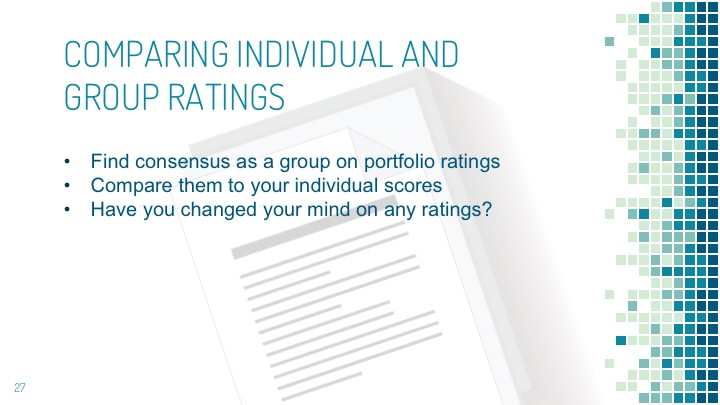 COMPARING INDIVIDUAL AND
GROUP RATINGS
• Find consensus as a group on portfolio ratings
• Compare them to your individual scores
• Have you changed your mind on any ratings?
27